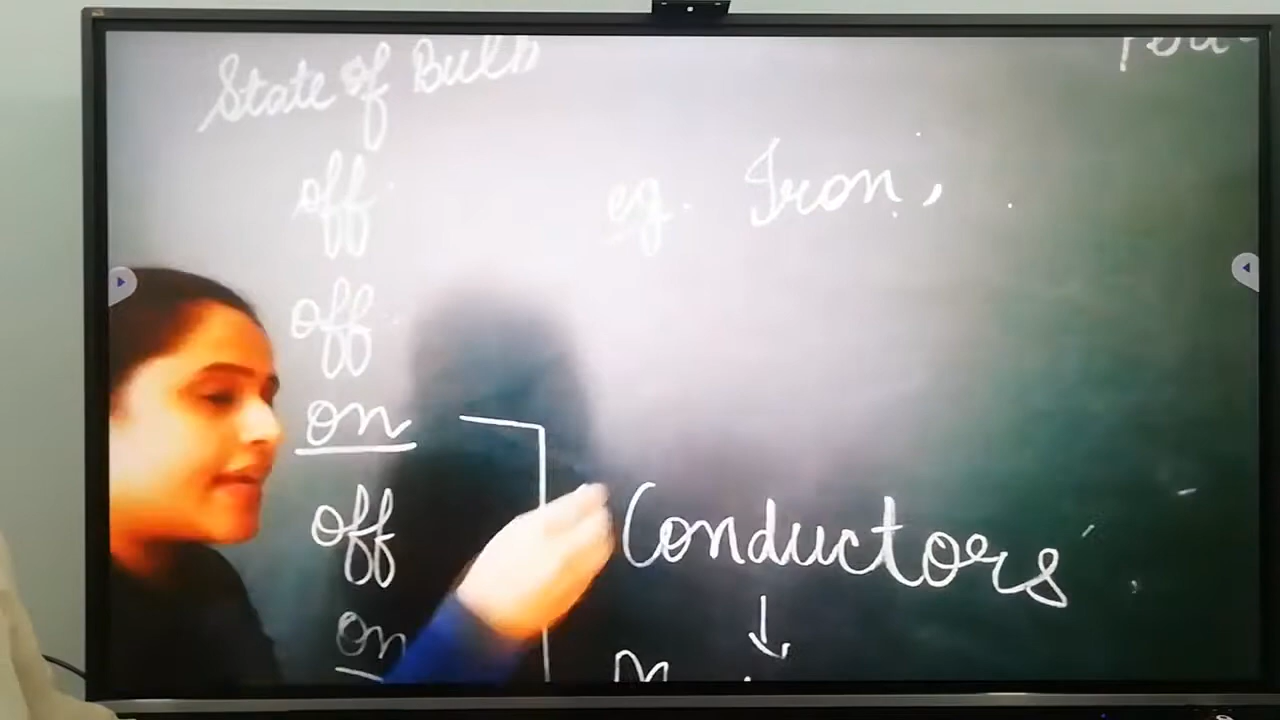 State of Bulb
off
eg. Iron,
off
on
off
Conductors
on